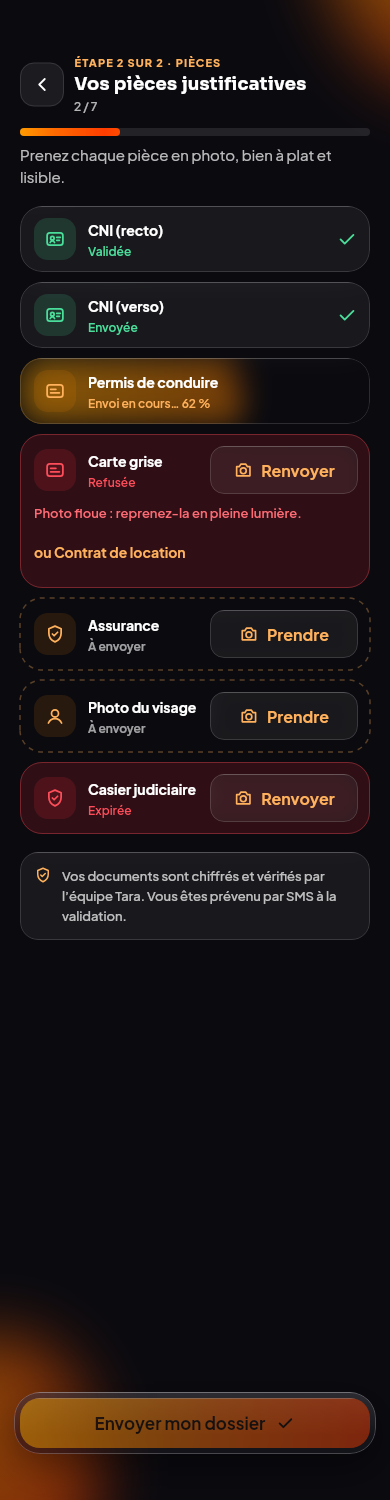 ÉTAPE 2 SUR 2 · PIÈCES
Vos pièces justificatives
2 / 7
Prenez chaque pièce en photo, bien à plat et
lisible.
CNI (recto)
Validée
CNI (verso)
Envoyée
Permis de conduire
Envoi en cours… 62 %
Carte grise
Refusée
Renvoyer
Photo floue : reprenez-la en pleine lumière.
ou Contrat de location
Assurance
À envoyer
Prendre
Photo du visage
À envoyer
Prendre
Casier judiciaire
Expirée
Renvoyer
Vos documents sont chiffrés et vérifiés par
l’équipe Tara. Vous êtes prévenu par SMS à la
validation.
Envoyer mon dossier